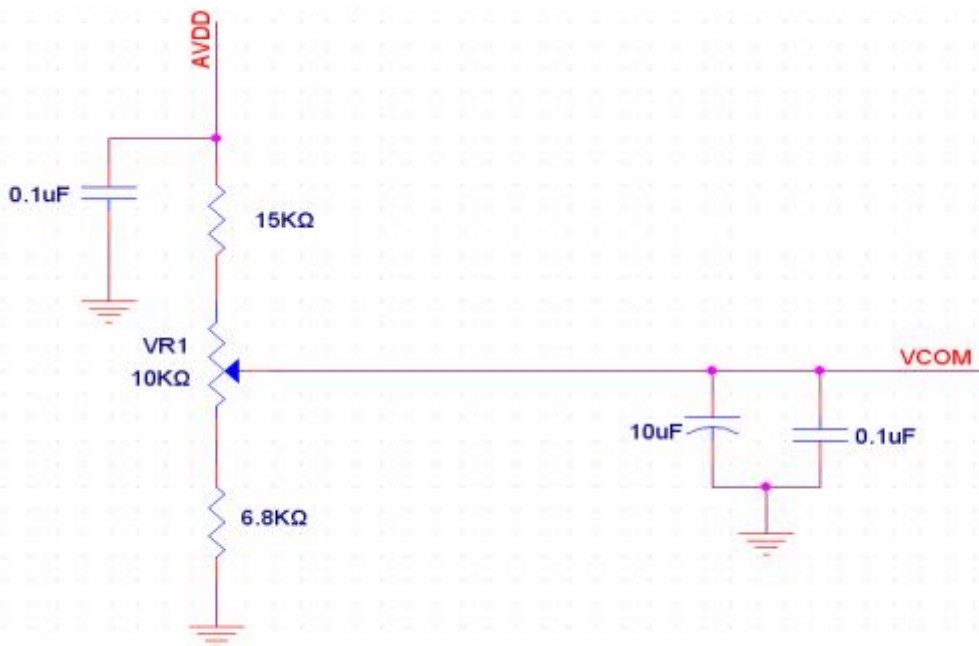 AVDD
0.1uF
15KΩ
VR1
10KΩ
VCOM
10uF
0.1uF
6.8KΩ